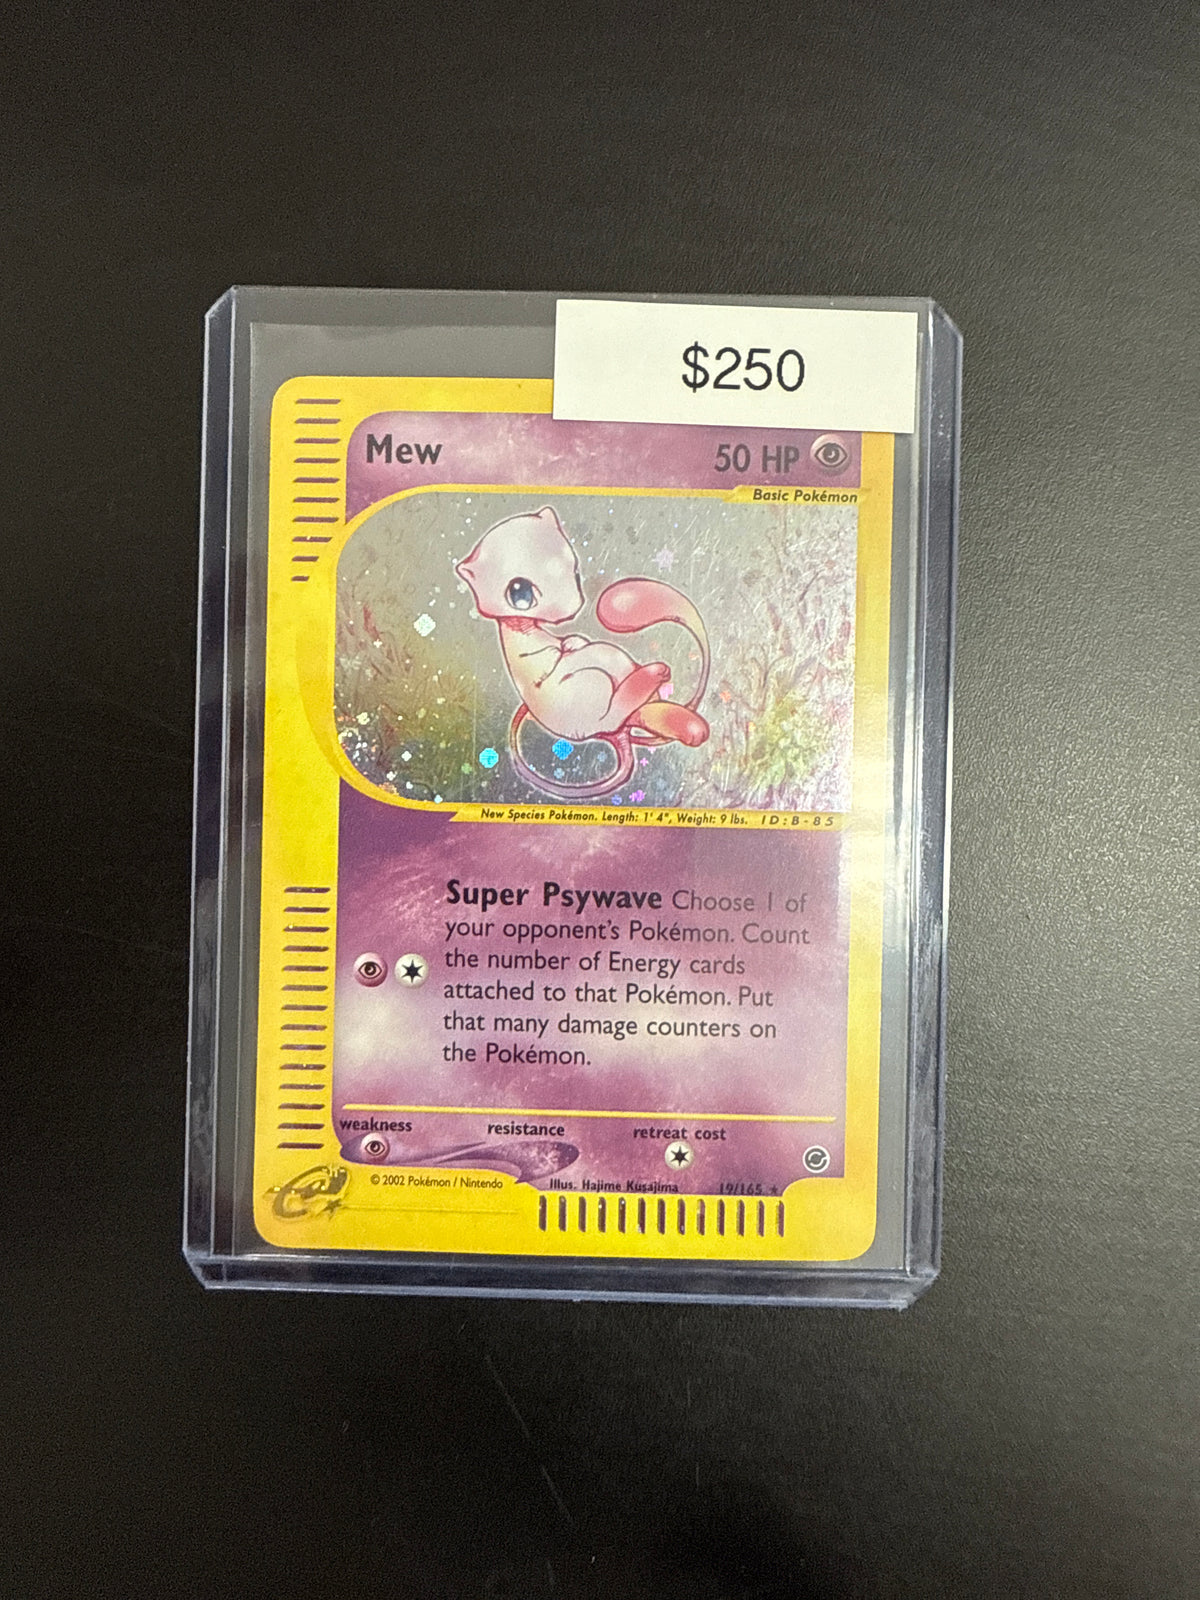 $250
Mew
50 HP
Basic Pokémon
New Species Pokémon. Length: 1' 4", Weight: 9 lbs. ID:B-85
Super Psywave Choose 1 of
your opponent's Pokémon. Count
the number of Energy cards
attached to that Pokémon. Put
that many damage counters on
the Pokémon.
weakness resistance retreat cost
© 2002 Pokémon / Nintendo
Illus. Hajime Kusajima 19/165 ★